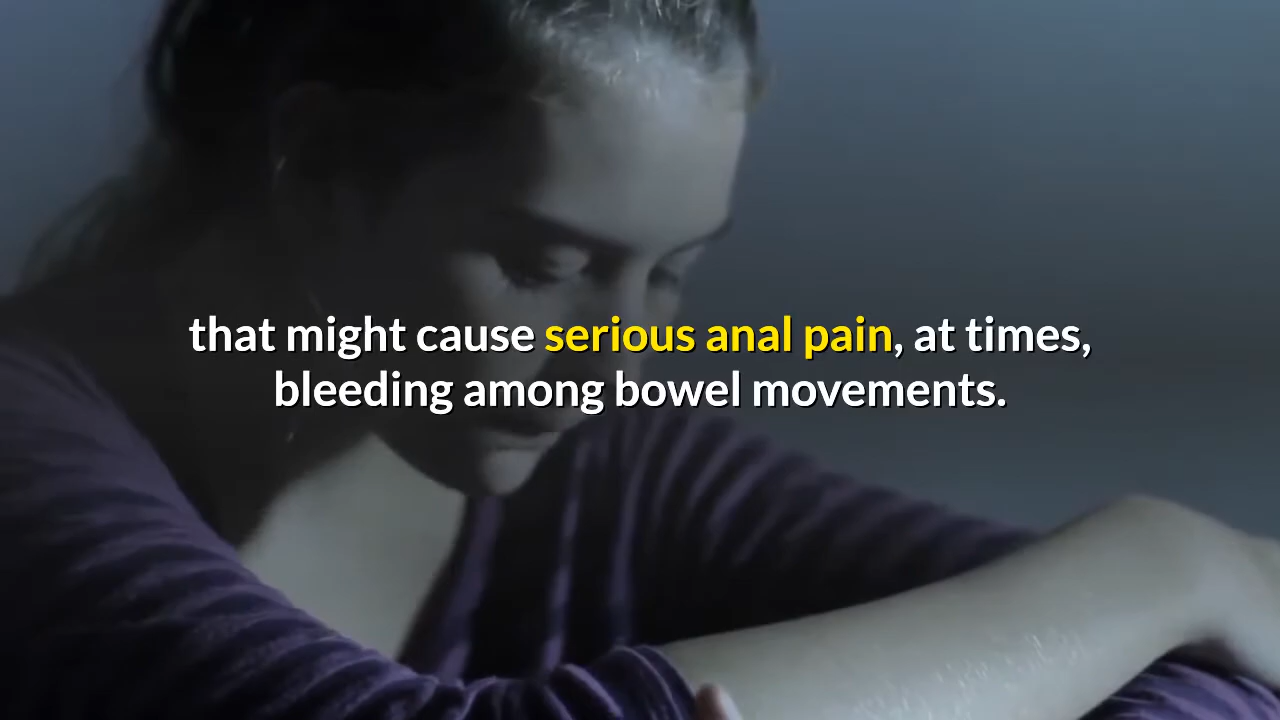 that might cause serious anal pain, at times,
bleeding among bowel movements.